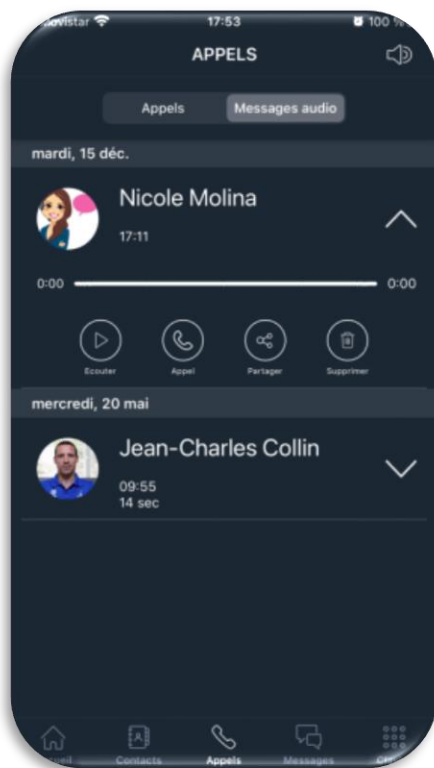 17:53
100 %
APPELS
Appels
Messages audio
mardi, 15 déc.
Nicole Molina
17:11
0:00
0:00
Ecouter
Appel
Partager
Supprimer
mercredi, 20 mai
Jean-Charles Collin
09:55
14 sec
Contacts
Appels
Messages